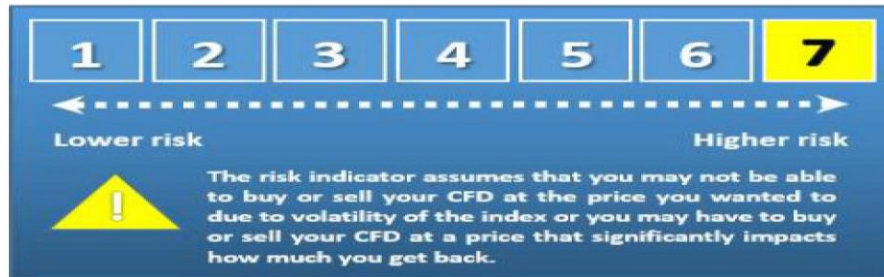 1 2 3 4 5 6 7
Lower risk Higher risk
The risk indicator assumes that you may not be able
! to buy or sell your CFD at the price you wanted to
due to volatility of the index or you may have to buy
or sell your CFD at a price that significantly impacts
how much you get back.